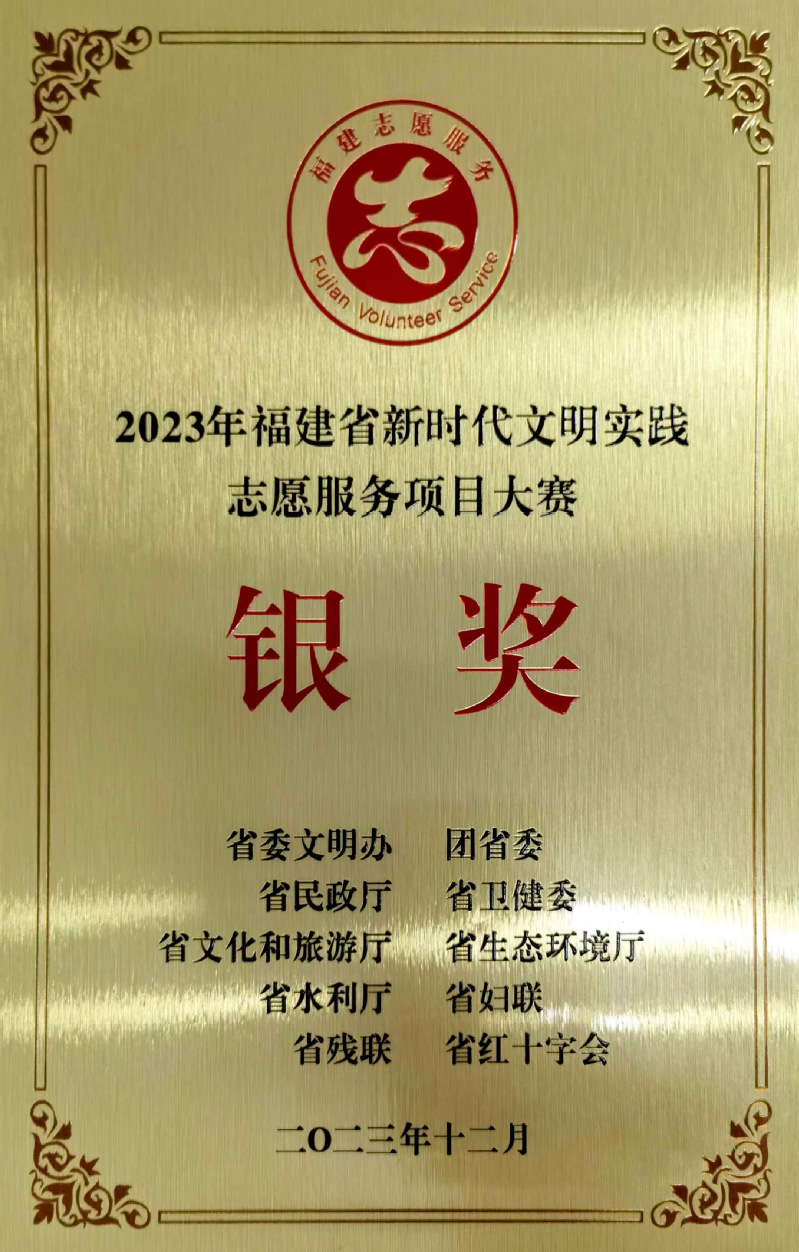 福建志愿服务
志
Fujian Volunteer Service
2023年福建省新时代文明实践
志愿服务项目大赛
银 奖
省委文明办 团省委
省民政厅 省卫健委
省文化和旅游厅 省生态环境厅
省水利厅 省妇联
省残联 省红十字会
二〇二三年十二月